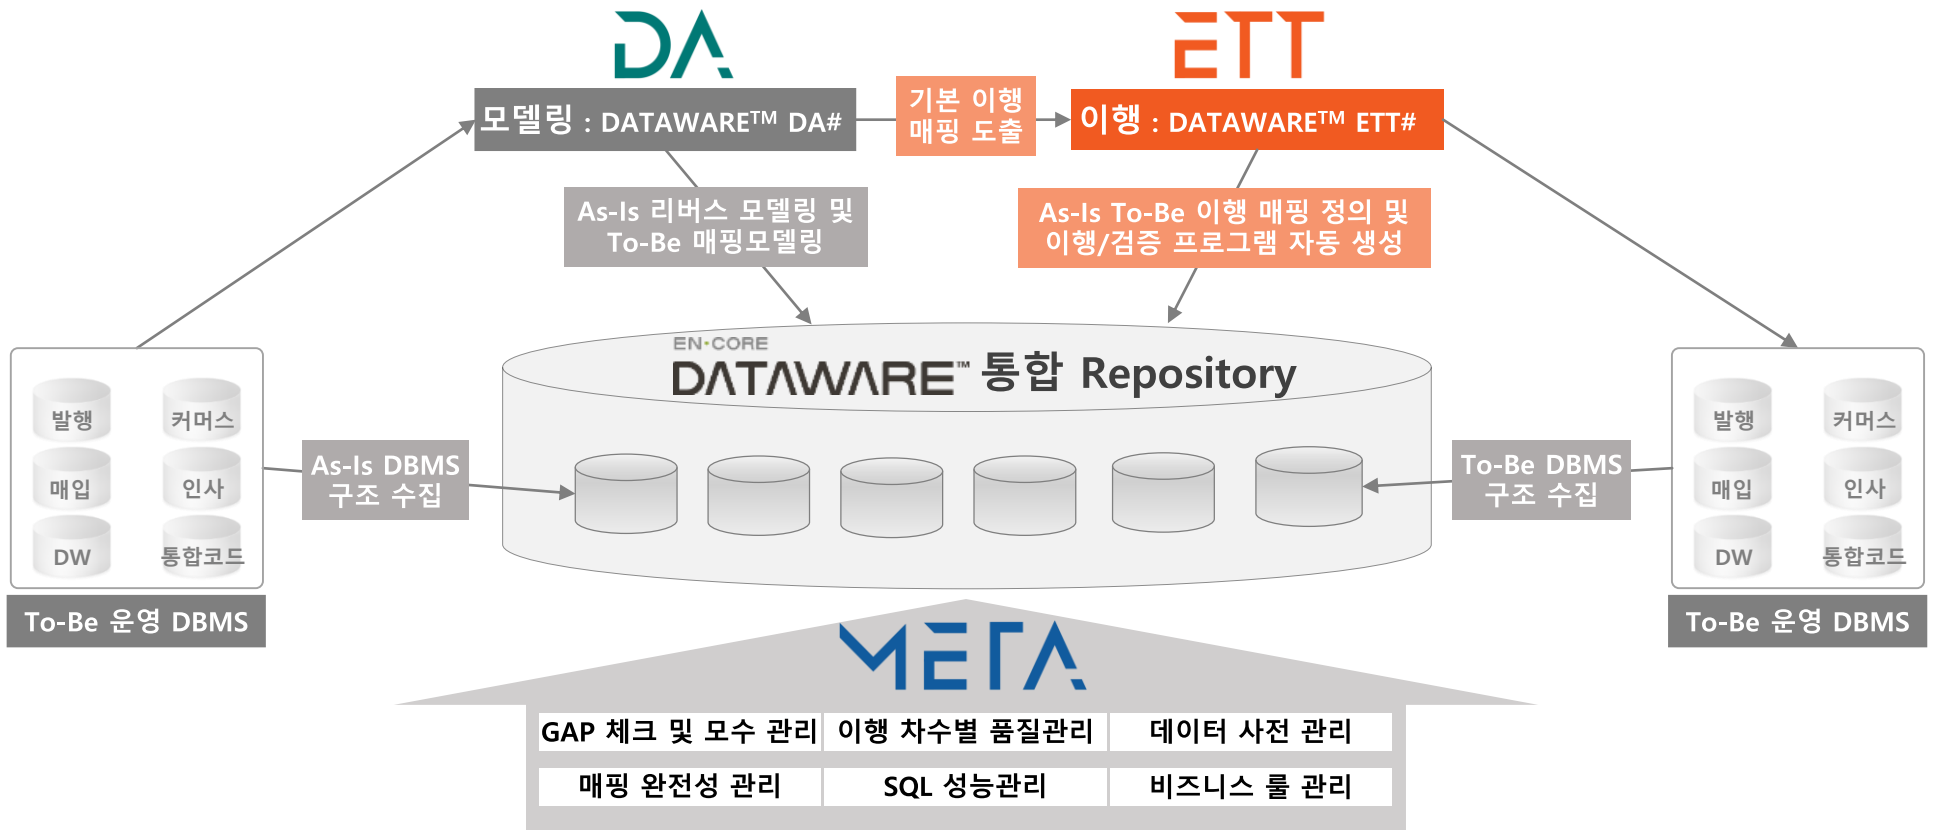 DA
ETT
모델링 : DATAWARE™ DA#
기본 이행
매핑 도출
이행 : DATAWARE™ ETT#
As-Is 리버스 모델링 및
To-Be 매핑모델링
As-Is To-Be 이행 매핑 정의 및
이행/검증 프로그램 자동 생성
EN·CORE
DATAWARE™ 통합 Repository
발행
커머스
매입
인사
DW
통합코드
To-Be 운영 DBMS
As-Is DBMS
구조 수집
To-Be DBMS
구조 수집
발행
커머스
매입
인사
DW
통합코드
To-Be 운영 DBMS
META
GAP 체크 및 모수 관리
이행 차수별 품질관리
데이터 사전 관리
매핑 완전성 관리
SQL 성능관리
비즈니스 룰 관리